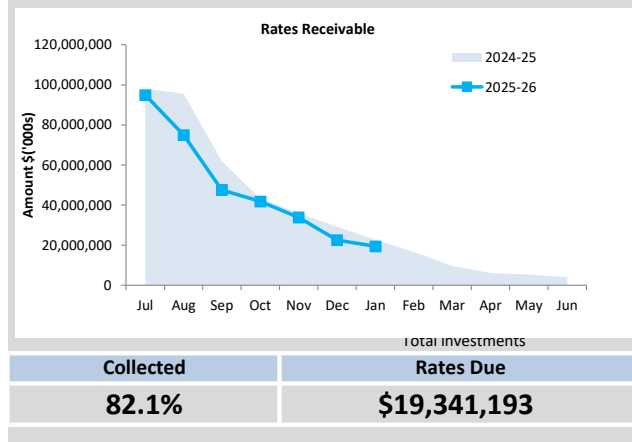 Rates Receivable
120,000,000
100,000,000
80,000,000
60,000,000
40,000,000
20,000,000
0
Amount $('000s)
2024-25
2025-26
Jul Aug Sep Oct Nov Dec Jan Feb Mar Apr May Jun
Total Investments
Collected Rates Due
82.1% $19,341,193